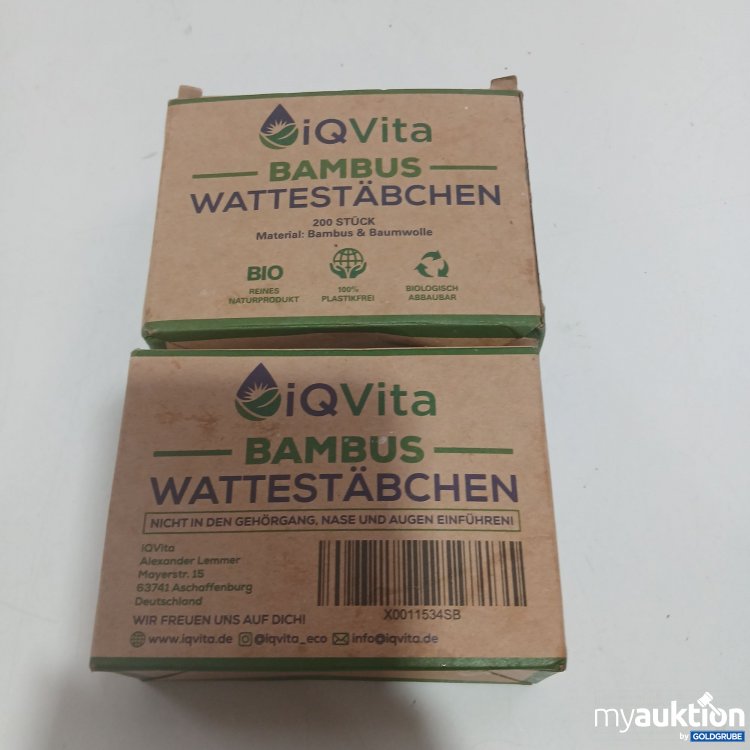 iQVita
BAMBUS
WATTESTÄBCHEN
200 STÜCK
Material: Bambus & Baumwolle
BIO
REINES
NATURPRODUKT
100%
PLASTIKFREI
BIOLOGISCH
ABBAUBAR
iQVita
BAMBUS
WATTESTÄBCHEN
NICHT IN DEN GEHÖRGANG, NASE UND AUGEN EINFÜHREN!
iQVita
Alexander Lemmer
Mayerstr. 15
63741 Aschaffenburg
Deutschland
X0011534SB
WIR FREUEN UNS AUF DICH!
www.iqvita.de @iqvita_eco info@iqvita.de
myauktion
by GOLDGRUBE